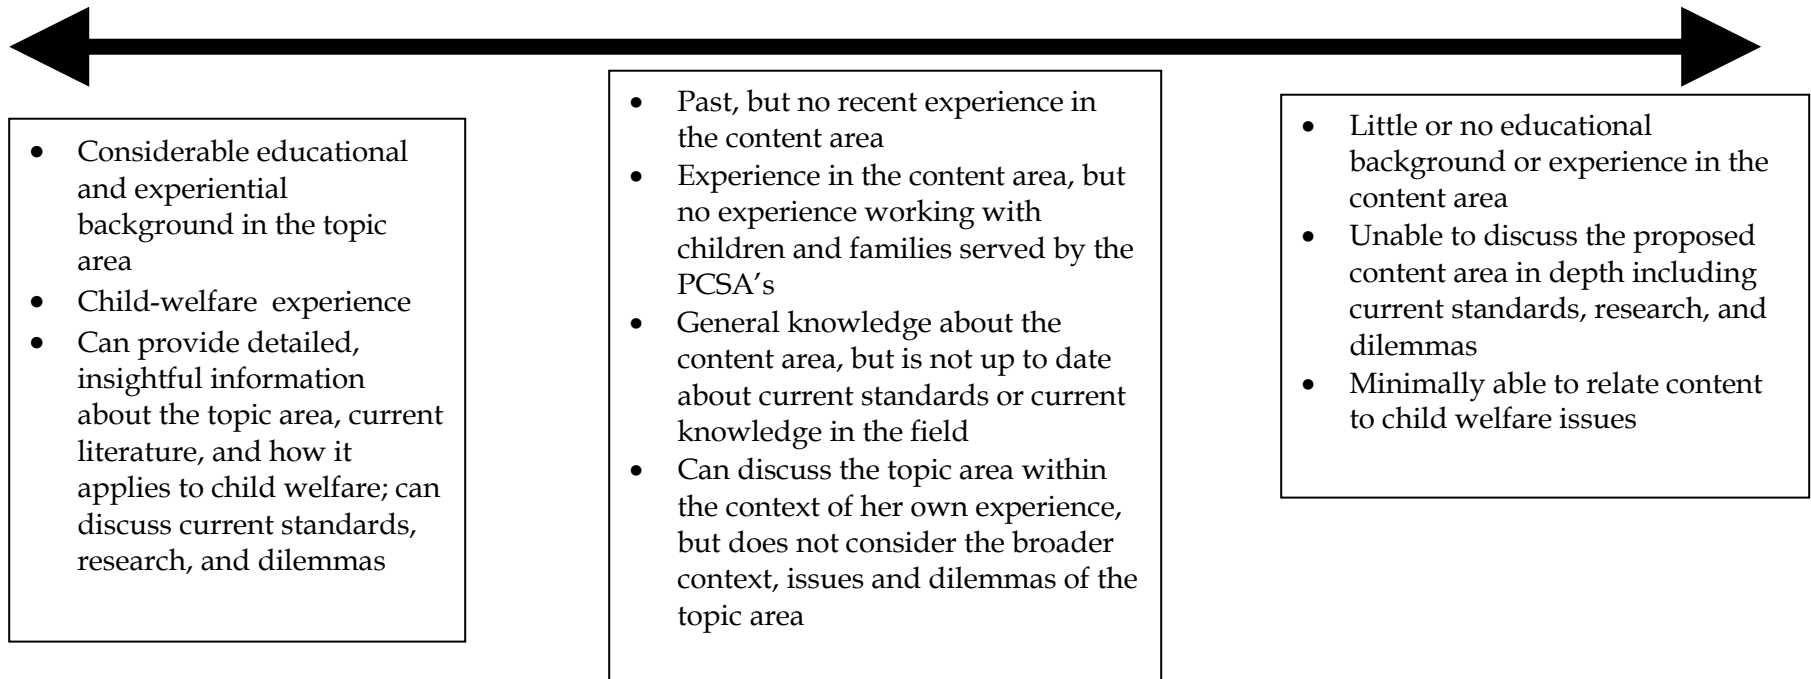 • Considerable educational
and experiential
background in the topic
area
• Child-welfare  experience
• Can provide detailed,
insightful information
about the topic area, current
literature, and how it
applies to child welfare; can
discuss current standards,
research, and dilemmas
• Past, but no recent experience in
the content area
• Experience in the content area, but
no experience working with
children and families served by the
PCSA's
• General knowledge about the
content area, but is not up to date
about current standards or current
knowledge in the field
• Can discuss the topic area within
the context of her own experience,
but does not consider the broader
context, issues and dilemmas of the
topic area
• Little or no educational
background or experience in the
content area
• Unable to discuss the proposed
content area in depth including
current standards, research, and
dilemmas
• Minimally able to relate content
to child welfare issues